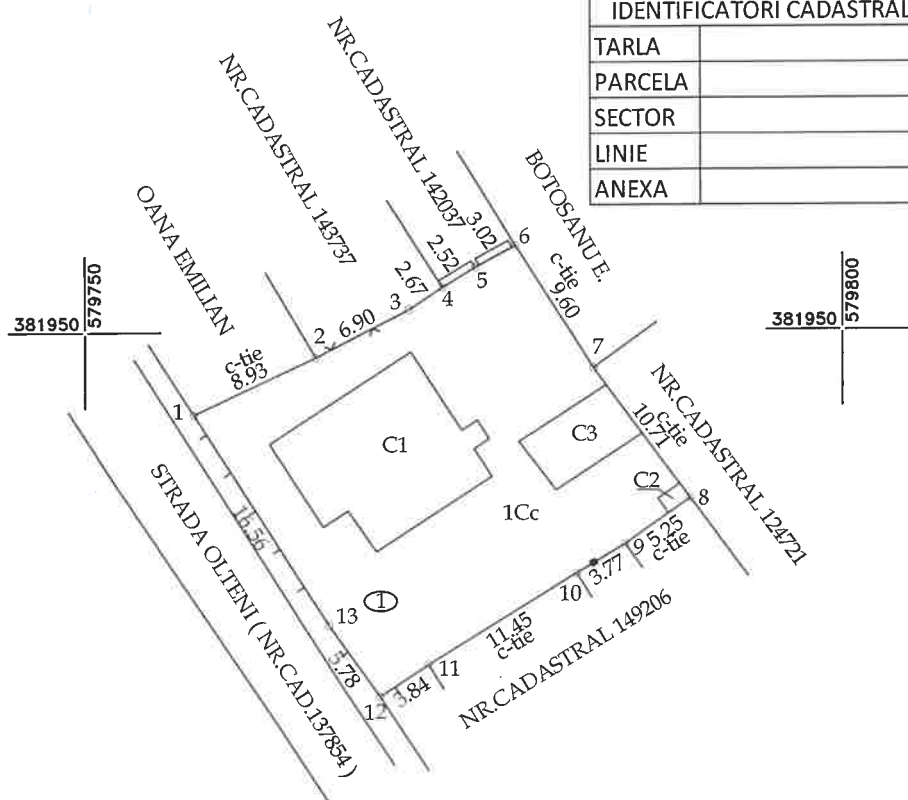 IDENTIFICATORI CADASTRAL
TARLA
PARCELA
SECTOR
LINIE
ANEXA
NR.CADASTRAL 142037
NR.CADASTRAL 143737
OANA EMILIAN
BOTOSANU E.
381950
579750
381950
579800
1
c-tie
8.93
2
6.90
3
2.67
4
2.52
5
3.02
6
c-tie
9.60
7
c-tie
10.71
NR.CADASTRAL 124721
8
C1
C3
C2
1Cc
9
5.25
c-tie
3.77
10
11.45
c-tie
11
3.84
12
5.78
13
1
16.56
NR.CADASTRAL 149206
STRADA OLTENI ( NR.CAD.137854 )